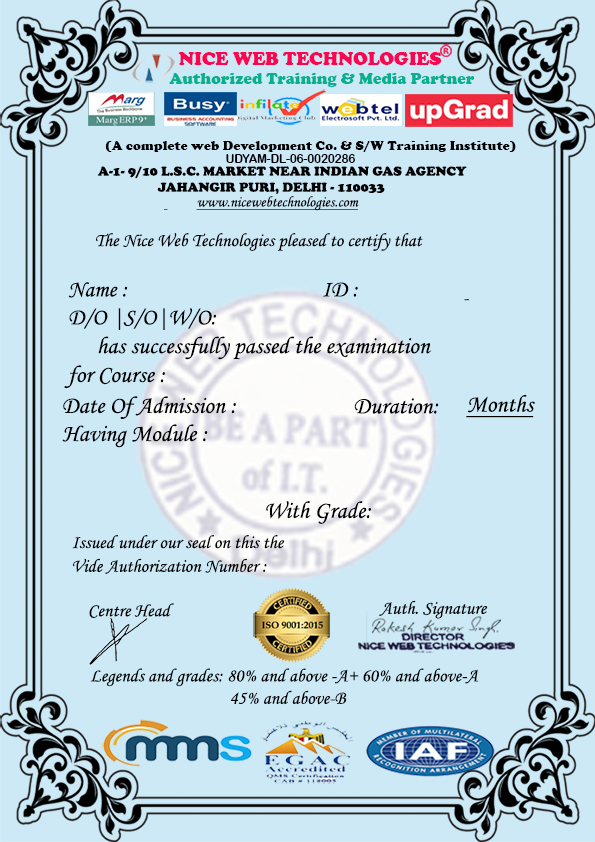 NICE WEB TECHNOLOGIES®
Authorized Training & Media Partner
Marg
Your Business Backbone
Marg ERP 9+
Busy
BUSINESS ACCOUNTING
SOFTWARE
infilate
Digital Marketing Club
webtel
Electrosoft Pvt. Ltd.
upGrad
(A complete web Development Co. & S/W Training Institute)
UDYAM-DL-06-0020286
A-1- 9/10 L.S.C. MARKET NEAR INDIAN GAS AGENCY
JAHANGIR PURI, DELHI - 110033
www.nicewebtechnologies.com
The Nice Web Technologies pleased to certify that
Name :
ID :
D/O |S/O|W/O:
has successfully passed the examination
for Course :
Date Of Admission :
Duration: Months
Having Module :
NICE WEB TECHNOLOGIES
BE A PART
of I.T.
Delhi
With Grade:
Issued under our seal on this the
Vide Authorization Number :
Centre Head
CERTIFIED
ISO 9001:2015
CERTIFIED
Auth. Signature
Rakesh Kumar Singh
DIRECTOR
NICE WEB TECHNOLOGIES
Legends and grades: 80% and above -A+ 60% and above-A
45% and above-B
mms
EGAC
Accredited
QMS Certification
CAB # 118005
MEMBER OF MULTILATERAL
IAF
RECOGNITION ARRANGEMENT